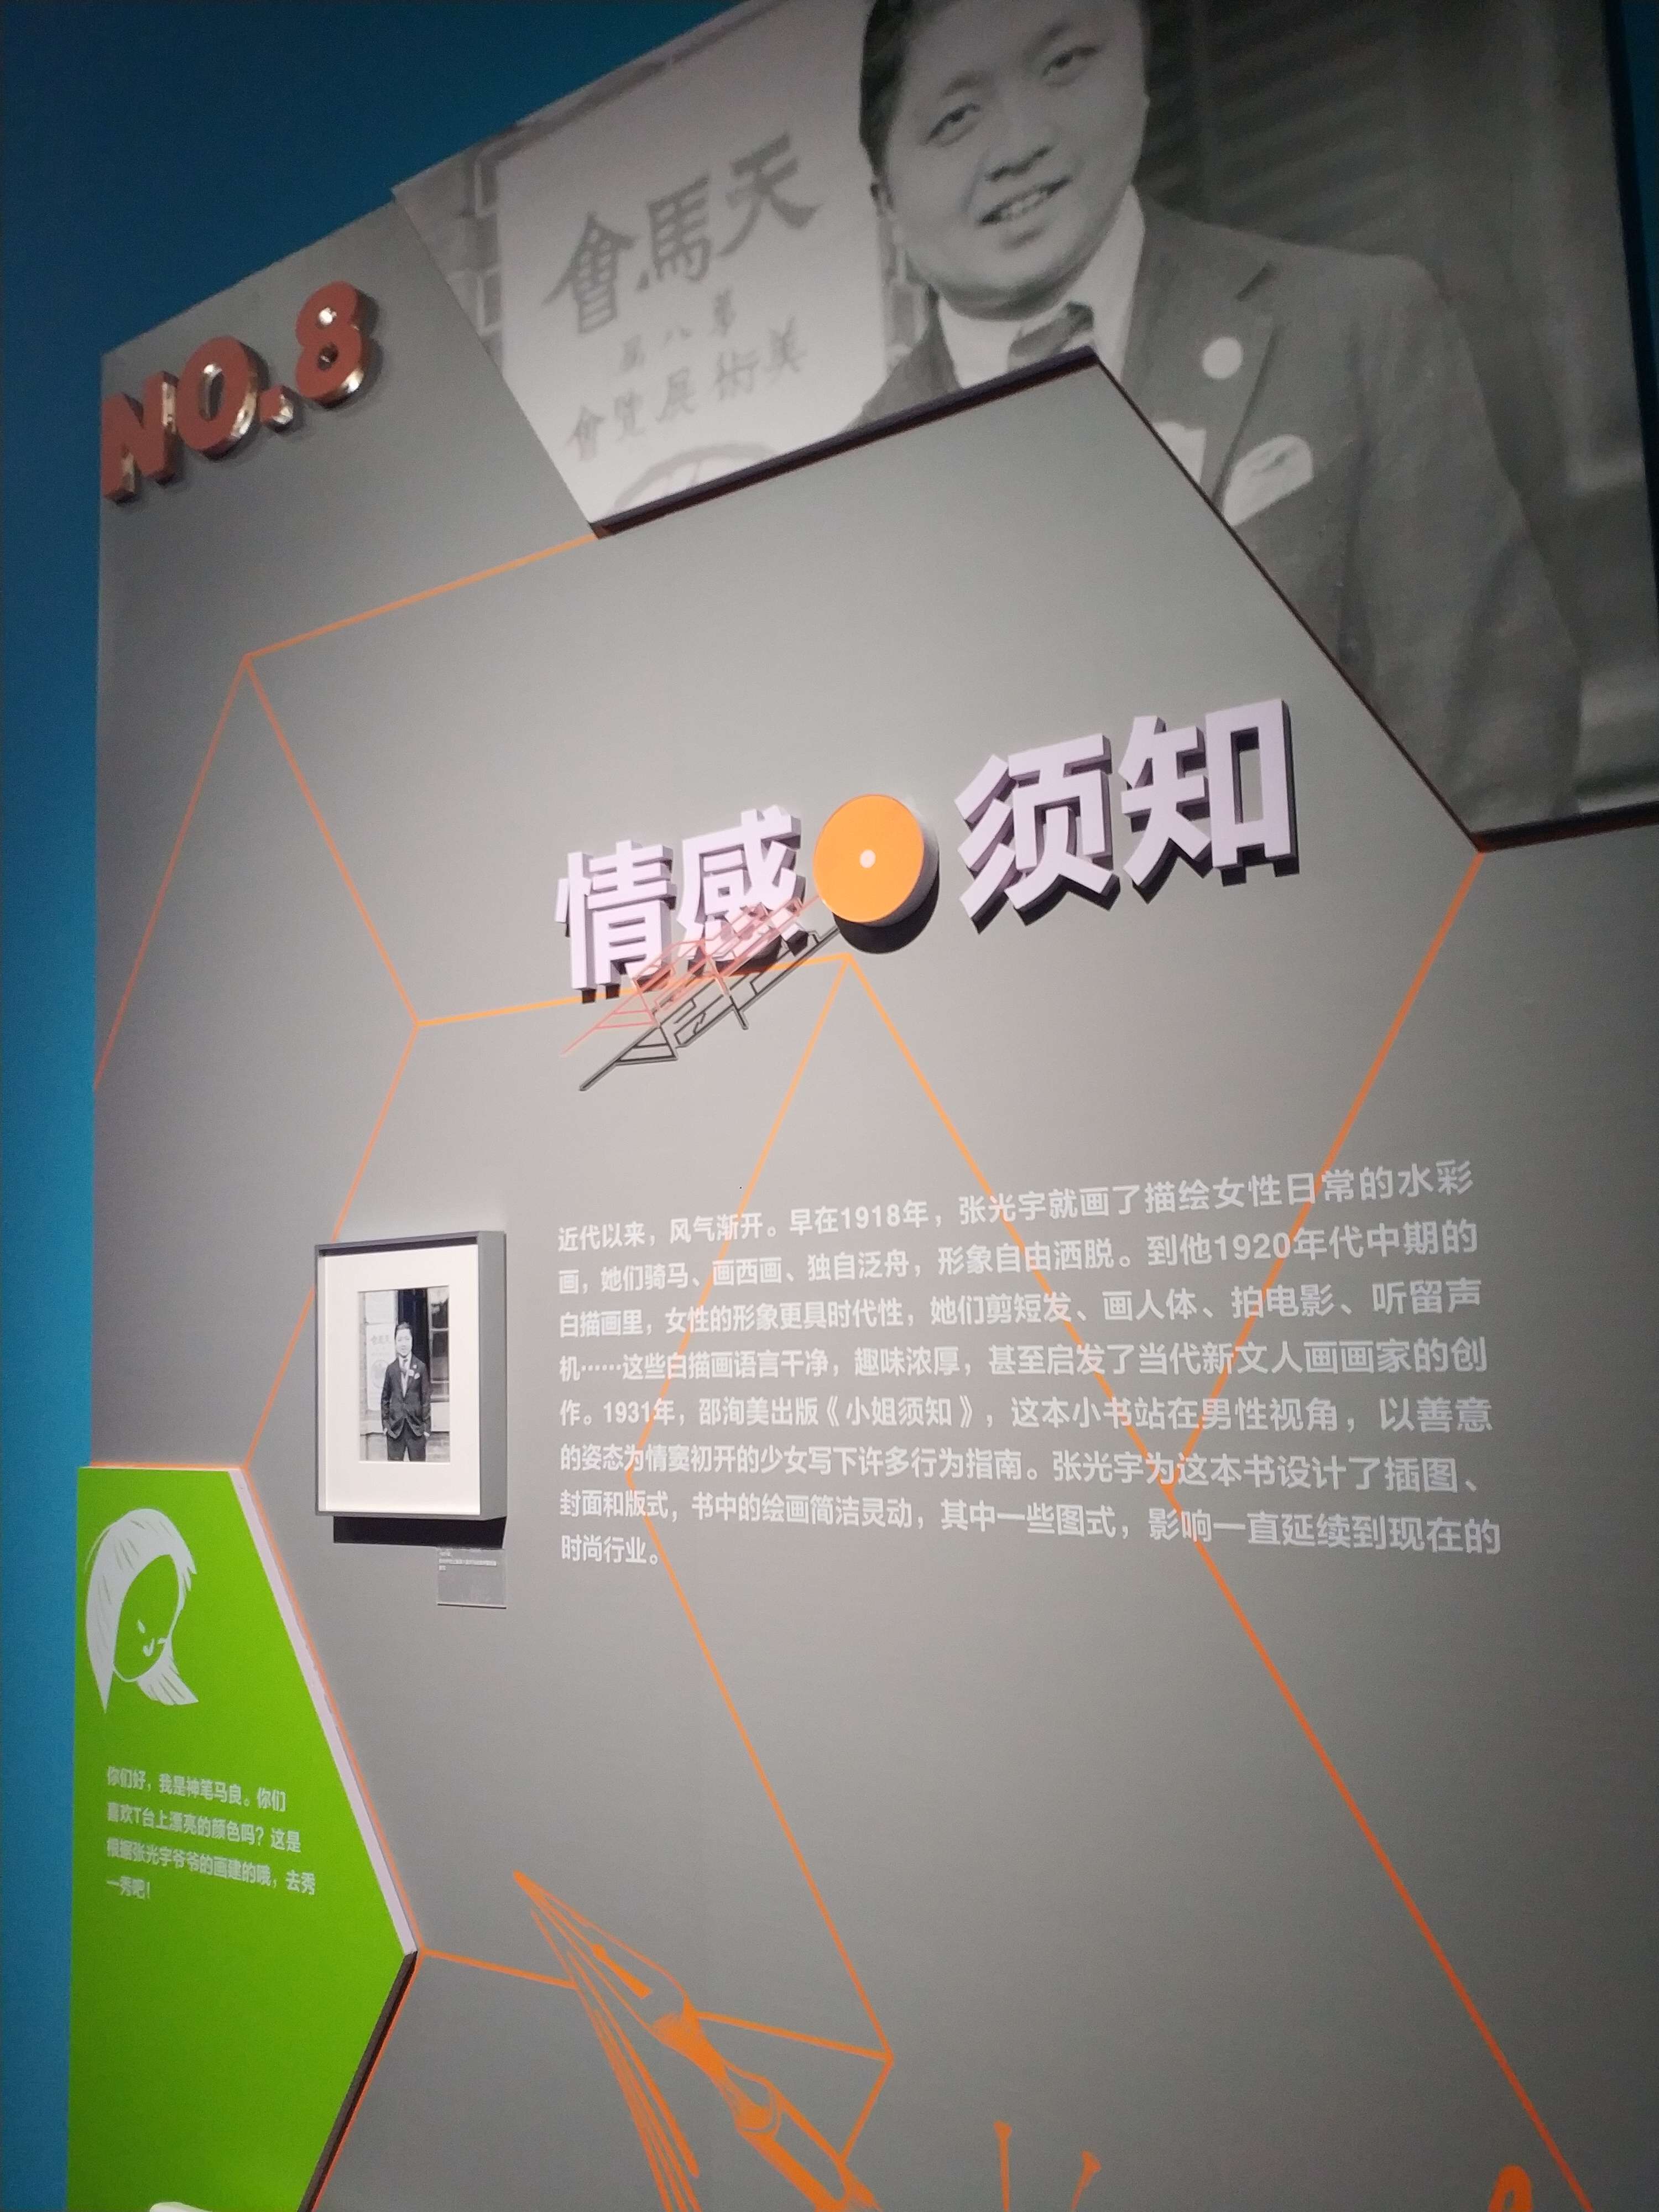 會馬天
屆八第
會覽展術美
NO.8
情感 须知
近代以来，风气渐开。早在1918年，张光宇就画了描绘女性日常的水彩
画，她们骑马、画西画、独自泛舟，形象自由洒脱。到他1920年代中期的
白描画里，女性的形象更具时代性，她们剪短发、画人体、拍电影、听留声
机……这些白描画语言干净，趣味浓厚，甚至启发了当代新文人画画家的创
作。1931年，邵洵美出版《小姐须知》，这本小书站在男性视角，以善意
的姿态为情窦初开的少女写下许多行为指南。张光宇为这本书设计了插图、
封面和版式，书中的绘画简洁灵动，其中一些图式，影响一直延续到现在的
时尚行业。
會馬天
你们好，我是神笔马良。你们
喜欢T台上漂亮的颜色吗？这是
根据张光宇爷爷的画建的哦，去秀
一秀吧！